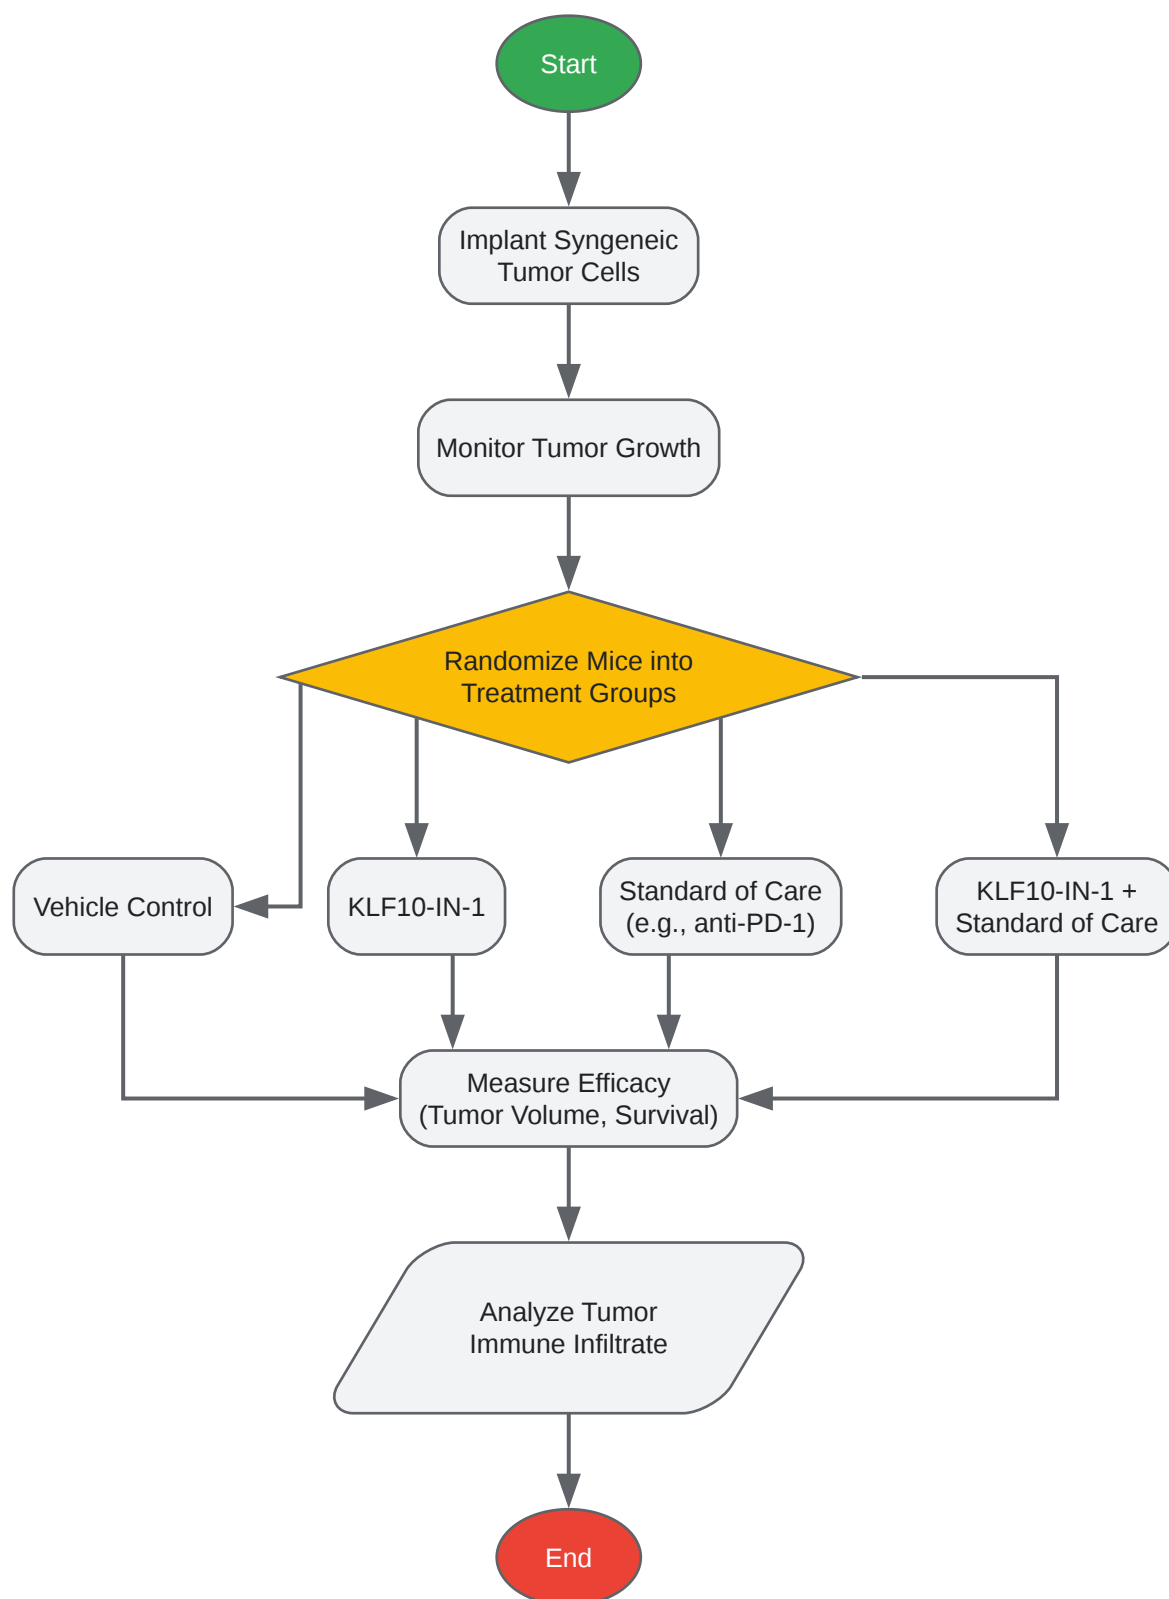 Start
Implant Syngeneic
Tumor Cells
Monitor Tumor Growth
Randomize Mice into
Treatment Groups
Vehicle Control
KLF10-IN-1
Standard of Care
(e.g., anti-PD-1)
KLF10-IN-1 +
Standard of Care
Measure Efficacy
(Tumor Volume, Survival)
Analyze Tumor
Immune Infiltrate
End